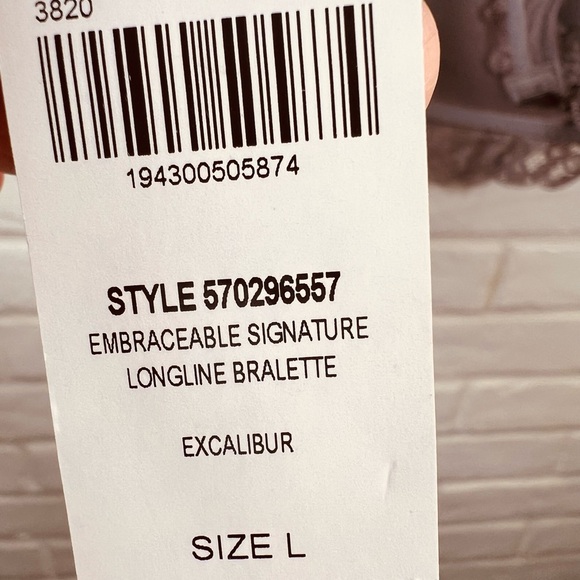 3820
194300505874
STYLE 570296557
EMBRACEABLE SIGNATURE
LONGLINE BRALETTE
EXCALIBUR
SIZE L